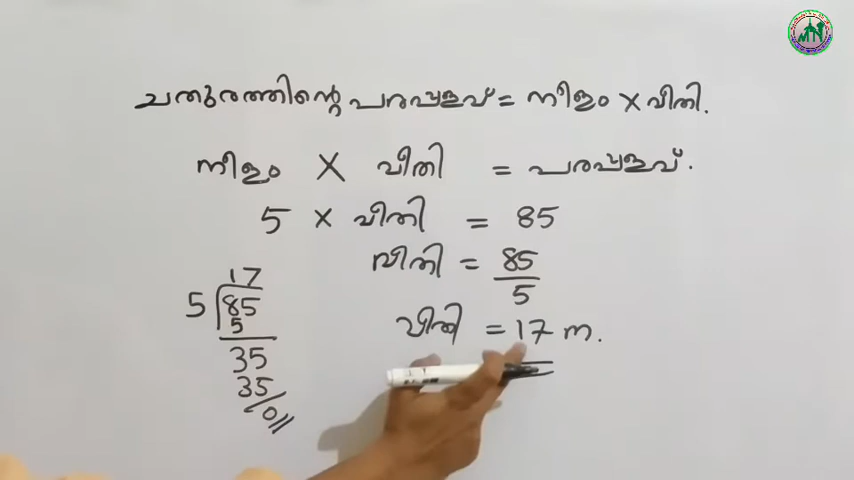 ചതുരത്തിന്റെ പരപ്പളവ് = നീളം X വീതി.
നീളം X വീതി = പരപ്പളവ്.
5 x വീതി = 85
വീതി = 85/5
വീതി = 17 m.
17
5 85
5
35
35
0